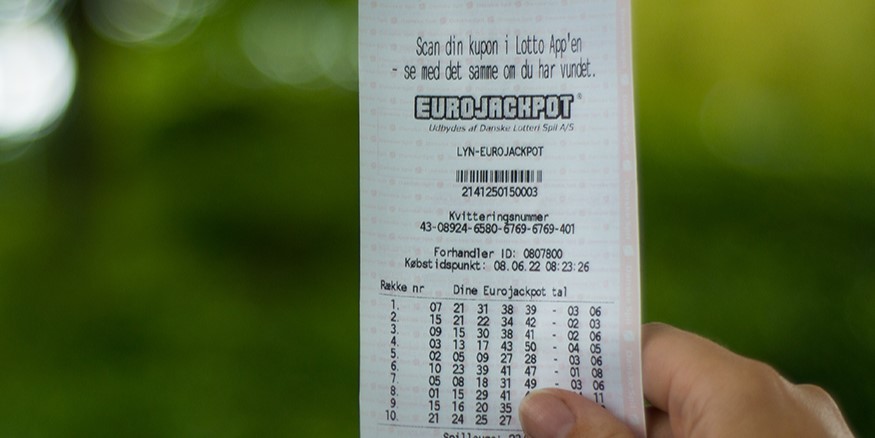 Scan din kupon i Lotto App'en
- se med det samme om du har vundet.
EUROJACKPOT®
Udbydes af Danske Lotteri Spil A/S
LYN-EUROJACKPOT
2141250150003
Kvitteringsnummer
43-08924-6580-6769-6769-401
Forhandler ID: 0807800
Købstidspunkt: 08.06.22 08:23:26
Række nr Dine Eurojackpot tal
1. 07 21 31 38 39 - 03 06
2. 15 21 22 34 42 - 02 03
3. 09 15 30 38 41 - 02 06
4. 03 13 17 43 50 - 04 05
5. 02 05 09 27 28 - 03 06
6. 10 23 39 41 47 - 01 08
7. 05 08 18 31 49 - 03 06
8. 01 15 29 41 11
9. 15 16 20 35
10. 21 24 25 27